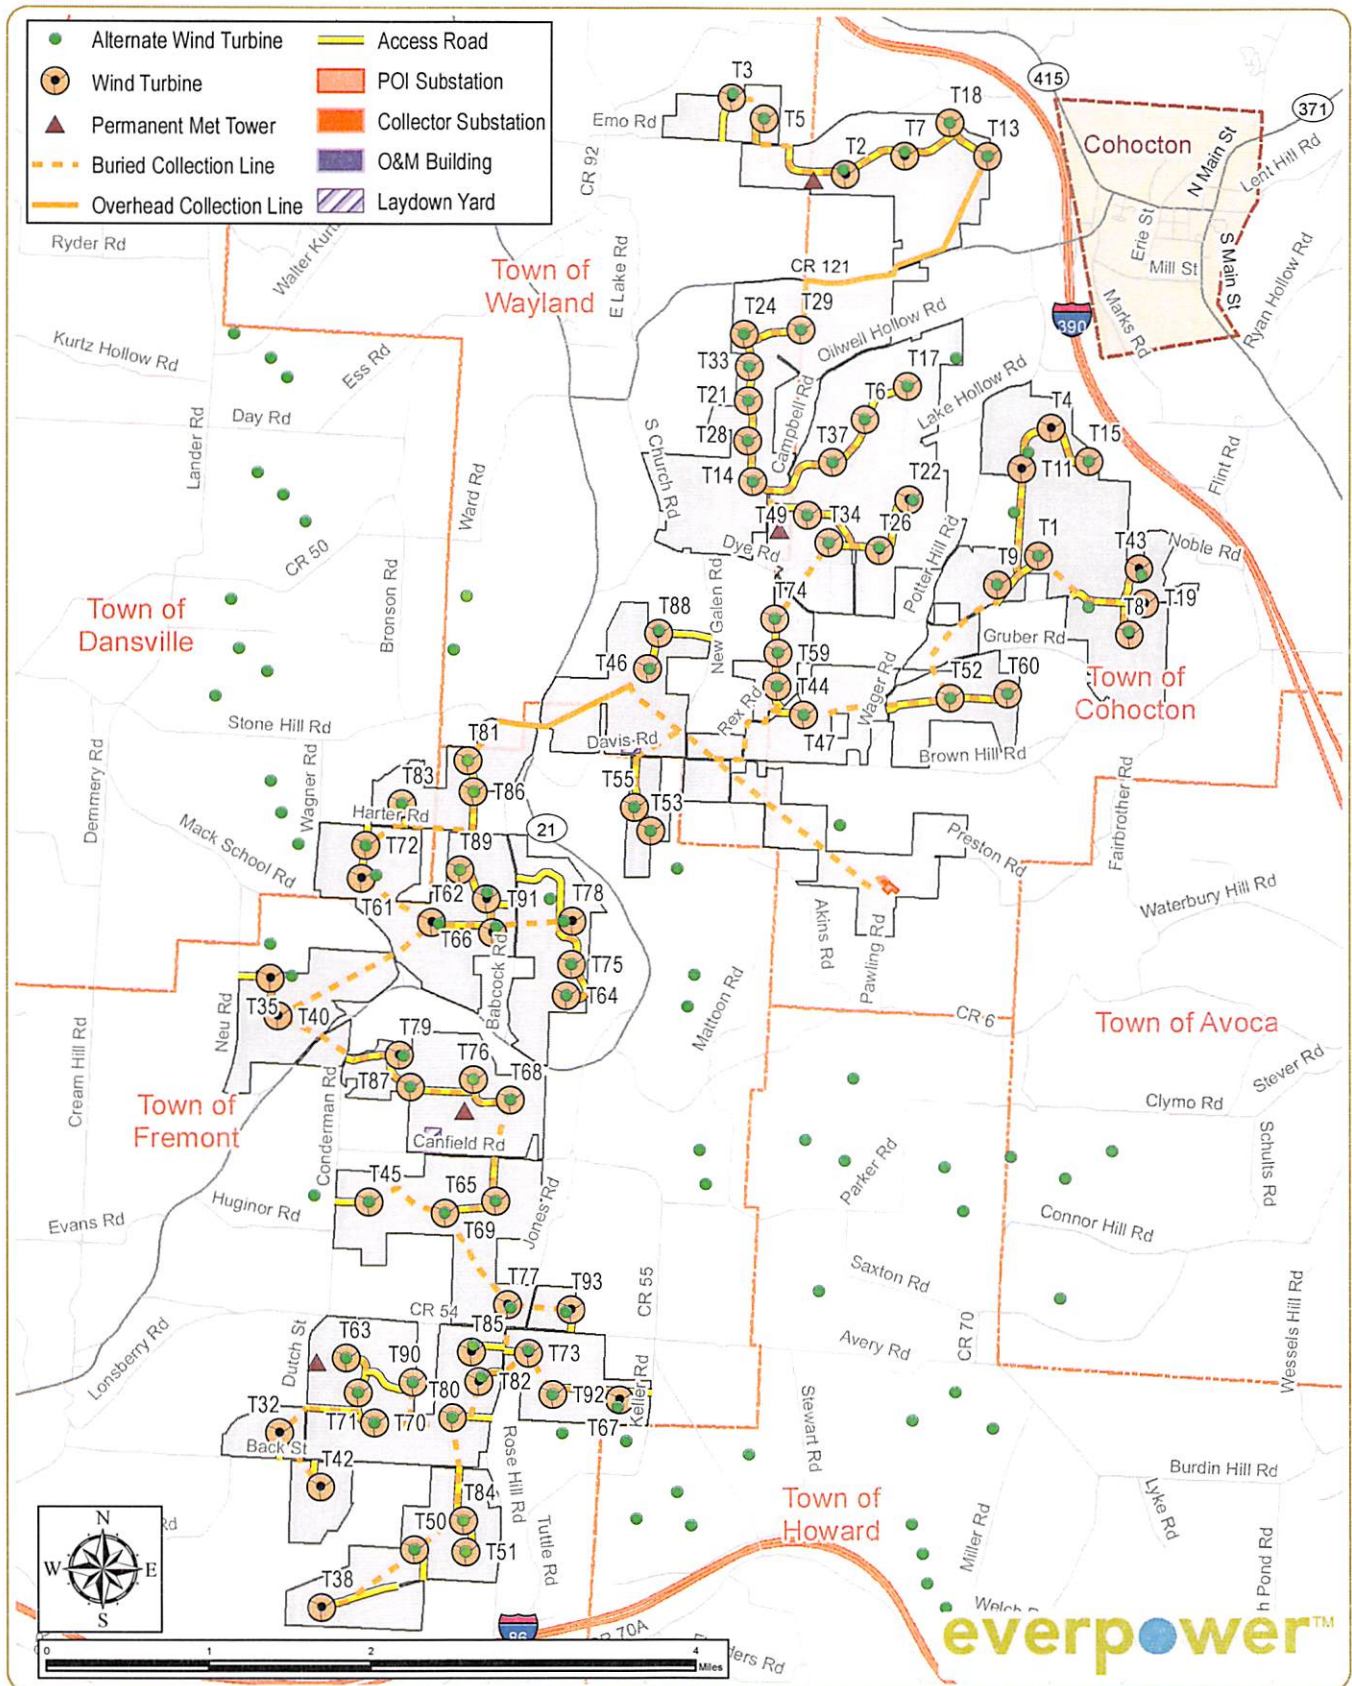 Alternate Wind Turbine
Wind Turbine
Permanent Met Tower
Buried Collection Line
Overhead Collection Line
Access Road
POI Substation
Collector Substation
O&M Building
Laydown Yard
T3
T5
Emo Rd
CR 92
T2
T7
T18
T13
415
371
Cohocton
N Main St
Lent Hill Rd
Erie St
Mill St
S Main St
Ryan Hollow Rd
Marks Rd
390
Ryder Rd
Town of
Wayland
E Lake Rd
CR 121
Kurtz Hollow Rd
Ess Rd
Day Rd
Lander Rd
Ward Rd
CR 50
Bronson Rd
T24
T29
T33
T21
T28
T14
Oilwell Hollow Rd
Campbell Rd
T17
T6
T37
Lake Hollow Rd
T4
T15
T11
Flint Rd
S Church Rd
T22
T49
T34
T26
Dye Rd
New Galen Rd
Potter Hill Rd
T1
T9
T43
Noble Rd
T8
T19
Gruber Rd
Town of
Dansville
T88
T46
T74
T59
T44
T47
Rex Rd
Wager Rd
T52
T60
Town of
Cohocton
Brown Hill Rd
Stone Hill Rd
T81
Davis Rd
T55
T53
Demmery Rd
Wagner Rd
T83
T86
Harter Rd
21
Mack School Rd
T72
T89
T61
T62
T91
T78
T66
Babcock Rd
T75
T64
Preston Rd
Fairbrother Rd
Waterbury Hill Rd
Akins Rd
Pawling Rd
Mattoon Rd
CR 6
Town of Avoca
Stever Rd
Clymo Rd
Schults Rd
Neu Rd
T35
T40
Cream Hill Rd
T79
T76
T68
T87
Canfield Rd
Conderman Rd
Town of
Fremont
Evans Rd
Huginor Rd
T45
T65
T69
Jones Rd
Parker Rd
Connor Hill Rd
Saxton Rd
Avery Rd
CR 70
Wessels Hill Rd
T77
T93
CR 54
CR 55
Lonsberry Rd
Dutch St
T63
T90
T85
T73
T80
T82
T92
T67
Keller Rd
T32
T71
T70
Back St
T42
Rose Hill Rd
Stewart Rd
Burdin Hill Rd
Lyke Rd
T84
T50
T51
Tuttle Rd
T38
Town of
Howard
Miller Rd
86
CR 70A
N
W
E
S
0
1
2
4
Miles
everpower™